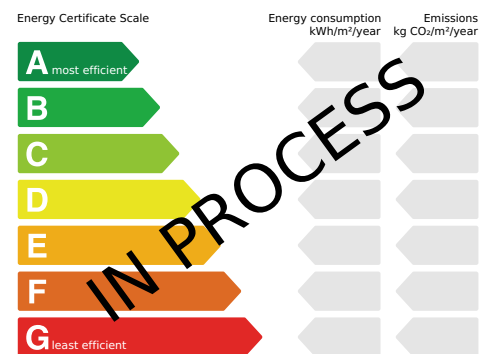 Energy Certificate Scale
Energy consumption
kWh/m²/year
Emissions
kg CO₂/m²/year
A most efficient
B
C
D
E
F
G least efficient
IN PROCESS